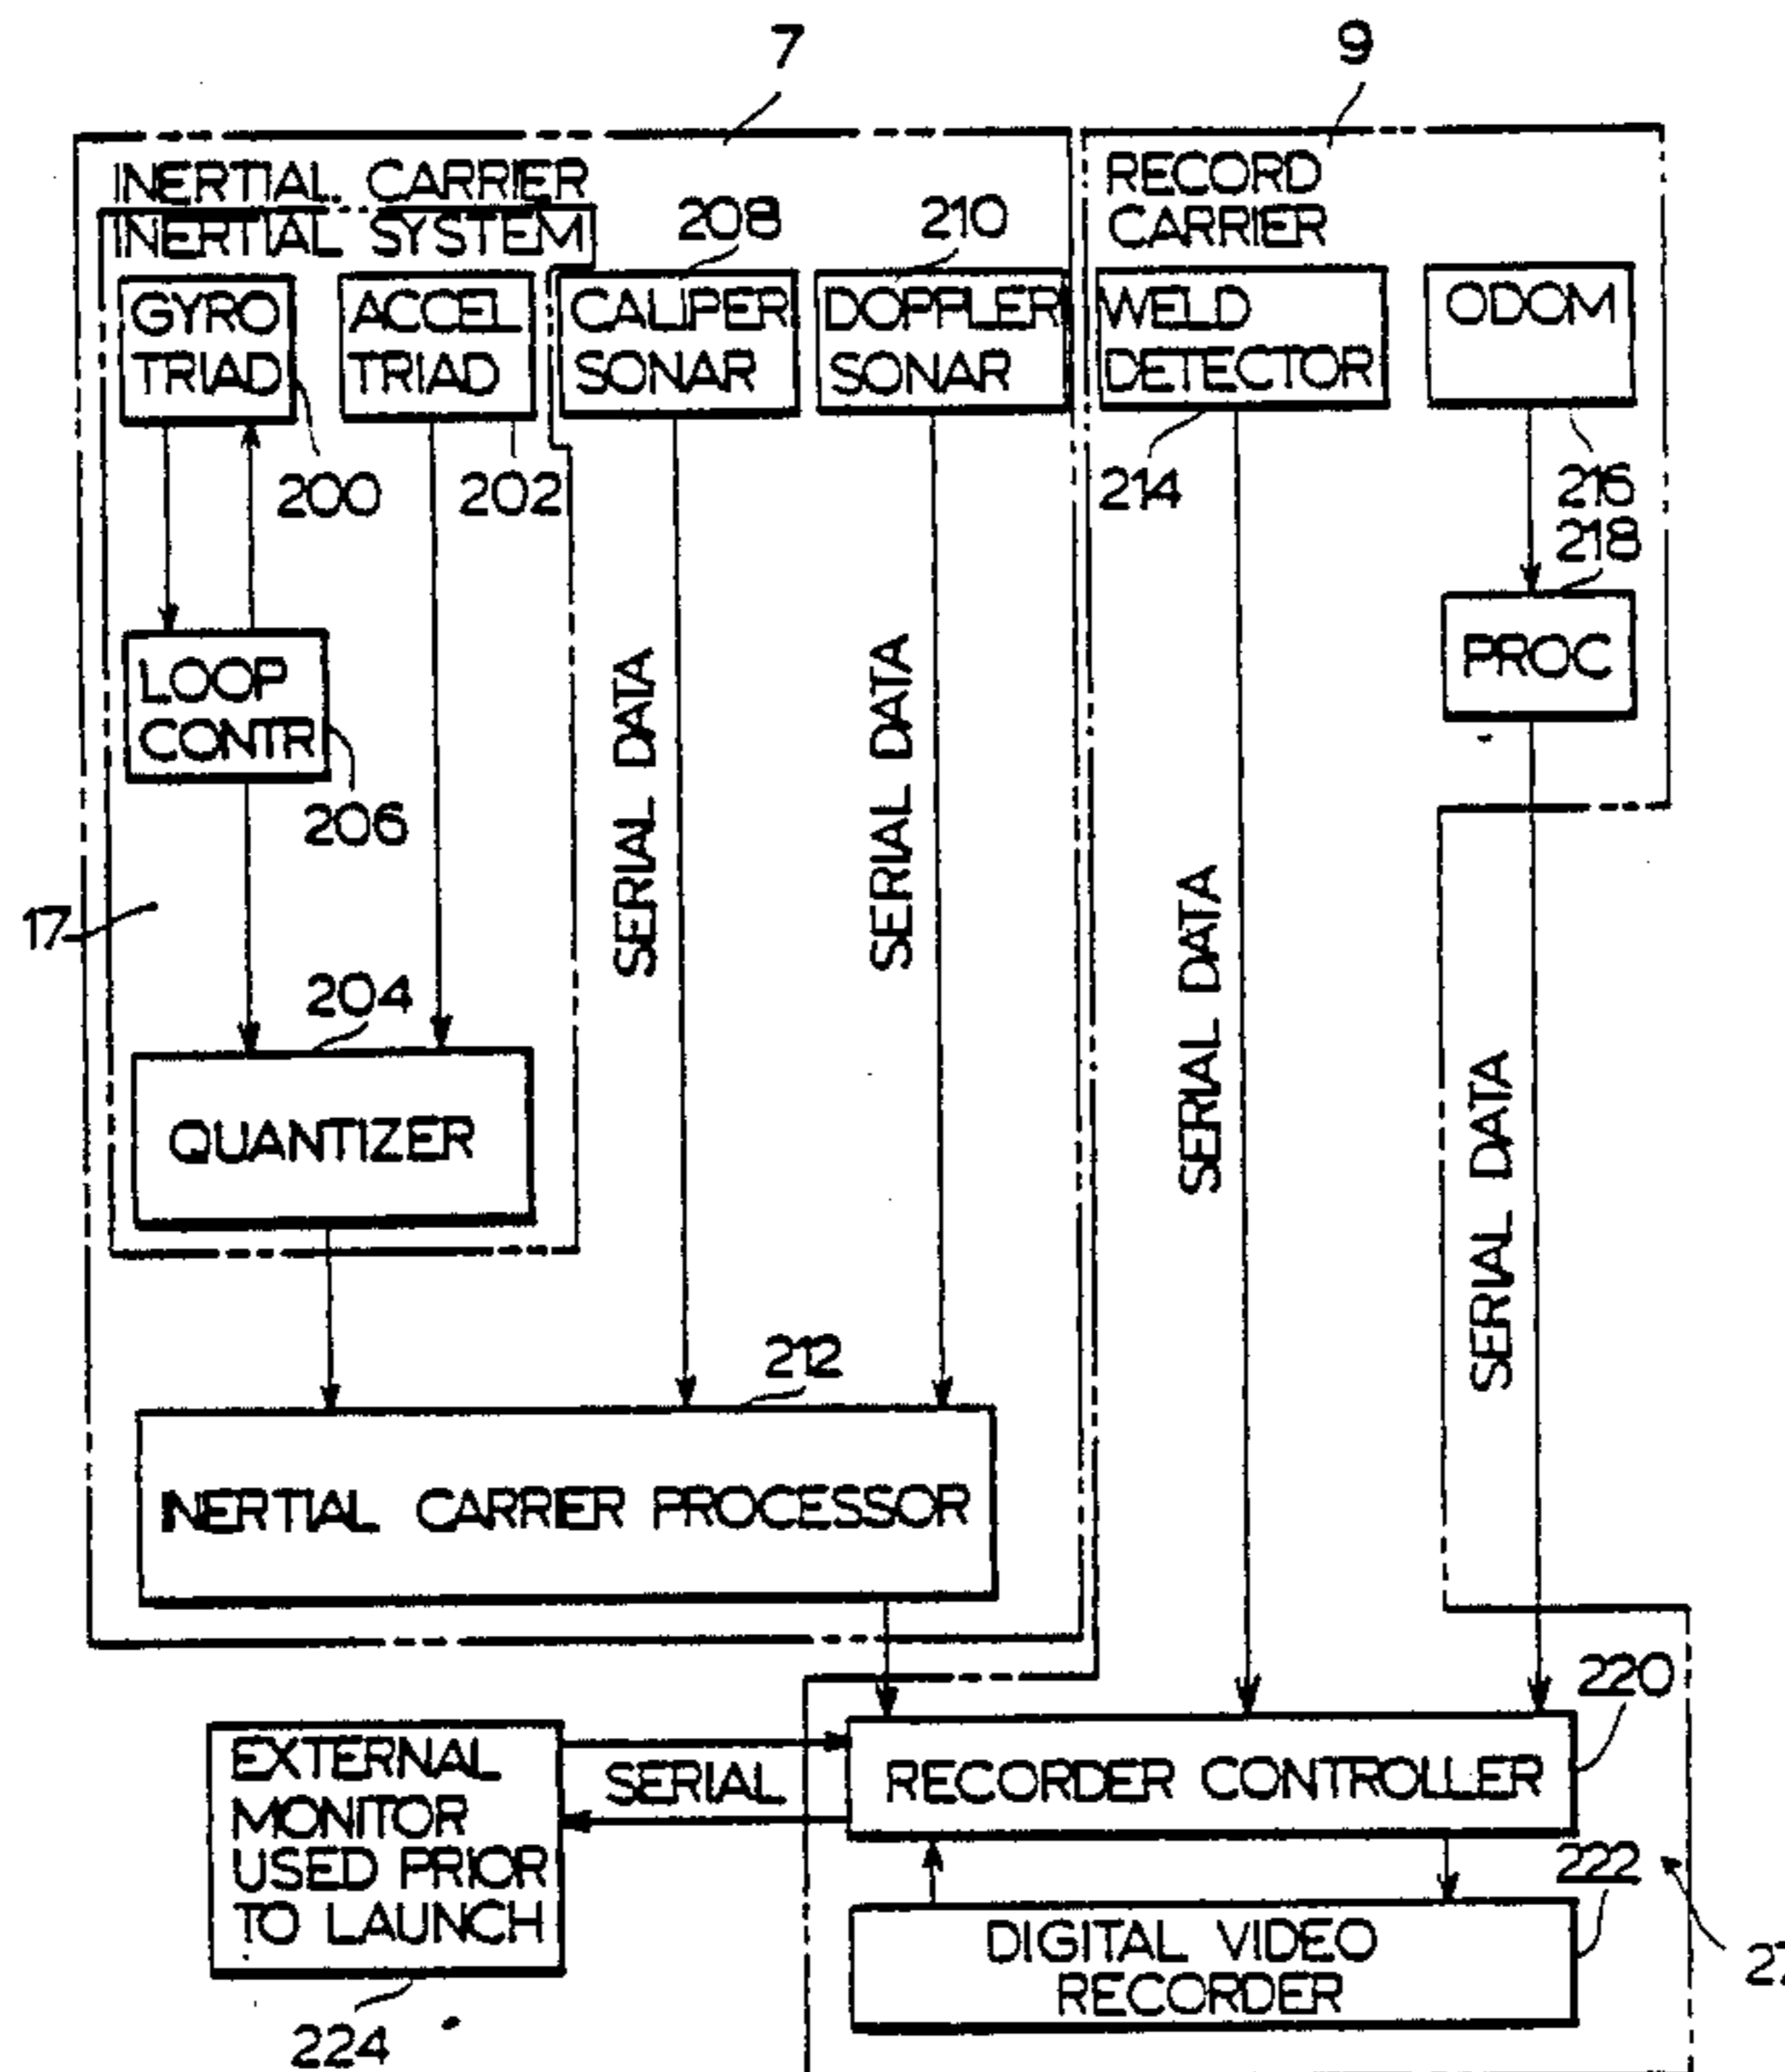 7
9
INERTIAL CARRIER
INERTIAL SYSTEM
RECORD
CARRIER
208
210
GYRO
TRIAD
ACCEL
TRIAD
CALIPER
SONAR
DOPPLER
SONAR
WELD
DETECTOR
ODOM
200
202
214
216
218
LOOP
CONTR
206
PROC
SERIAL DATA
SERIAL DATA
SERIAL DATA
SERIAL DATA
17
204
QUANTIZER
212
INERTIAL CARRIER PROCESSOR
220
EXTERNAL
MONITOR
USED PRIOR
TO LAUNCH
SERIAL
RECORDER CONTROLLER
222
DIGITAL VIDEO
RECORDER
224